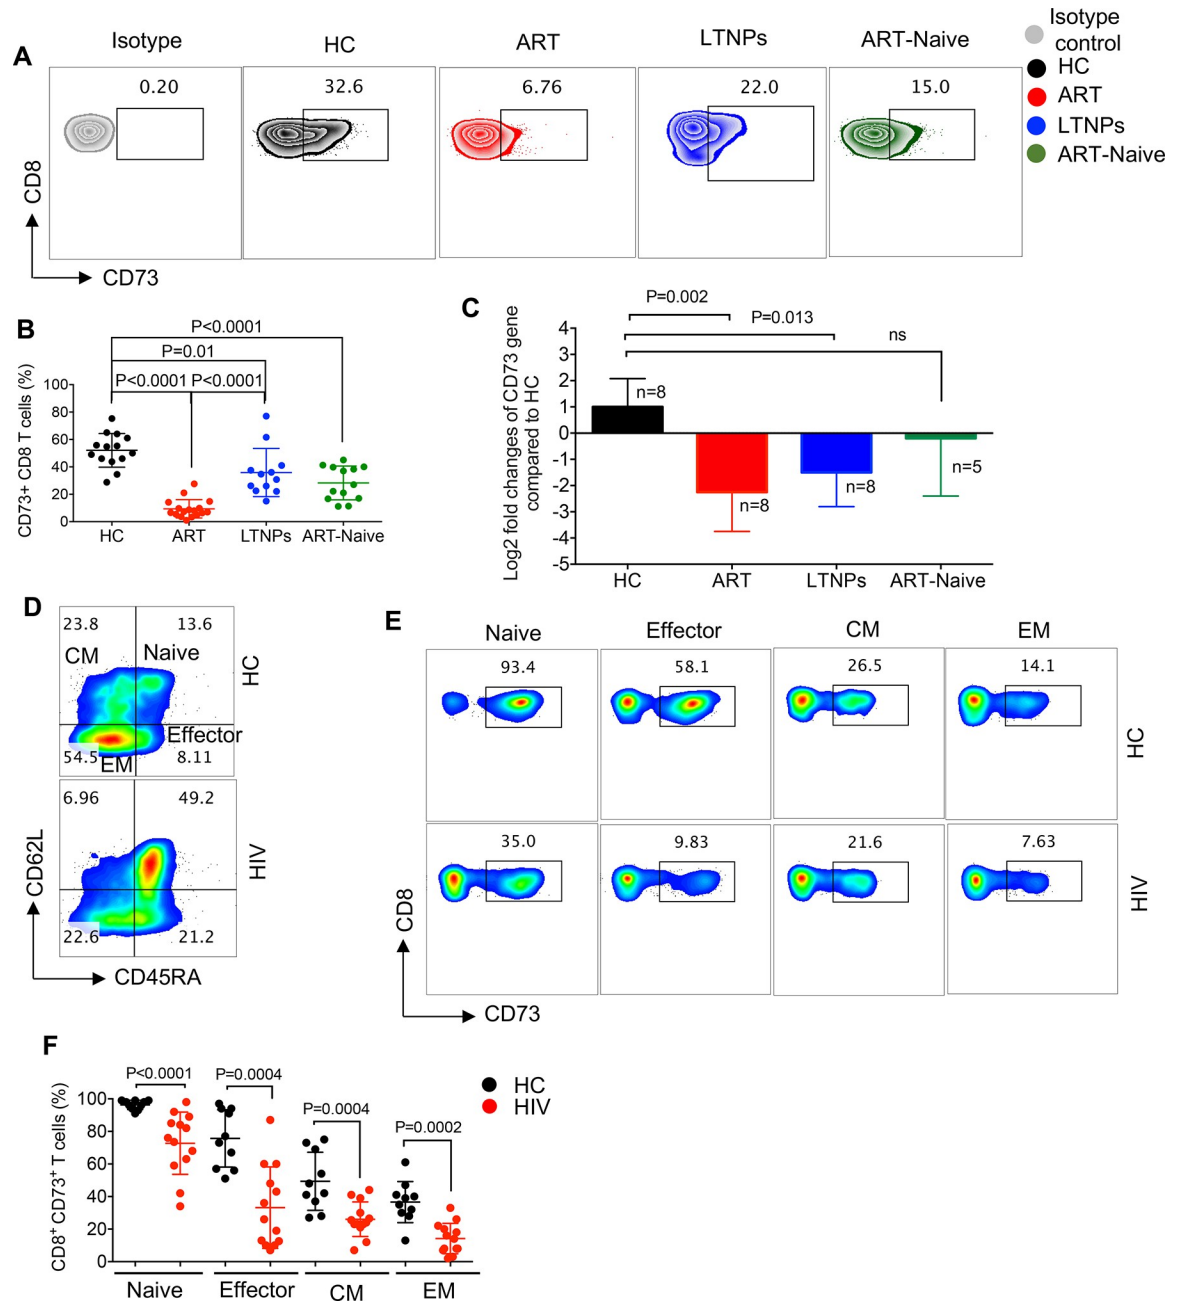 A
Isotype
HC
ART
LTNPs
ART-Naive
0.20
32.6
6.76
22.0
15.0
CD8
CD73
Isotype
control
HC
ART
LTNPs
ART-Naive
B
P<0.0001
P=0.01
P<0.0001
P<0.0001
CD73+ CD8 T cells (%)
100
80
60
40
20
0
HC
ART
LTNPs
ART-Naive
C
P=0.002
P=0.013
ns
Log2 fold changes of CD73 gene
compared to HC
4
3
2
1
0
-1
-2
-3
-4
-5
n=8
n=8
n=8
n=5
HC
ART
LTNPs
ART-Naive
D
23.8
13.6
CM
Naive
Effector
54.5
EM
8.11
HC
6.96
49.2
22.6
21.2
HIV
CD62L
CD45RA
E
Naive
Effector
CM
EM
93.4
58.1
26.5
14.1
HC
35.0
9.83
21.6
7.63
HIV
CD8
CD73
F
P<0.0001
P=0.0004
P=0.0004
P=0.0002
HC
HIV
CD8+ CD73+ T cells (%)
100
80
60
40
20
0
Naive
Effector
CM
EM